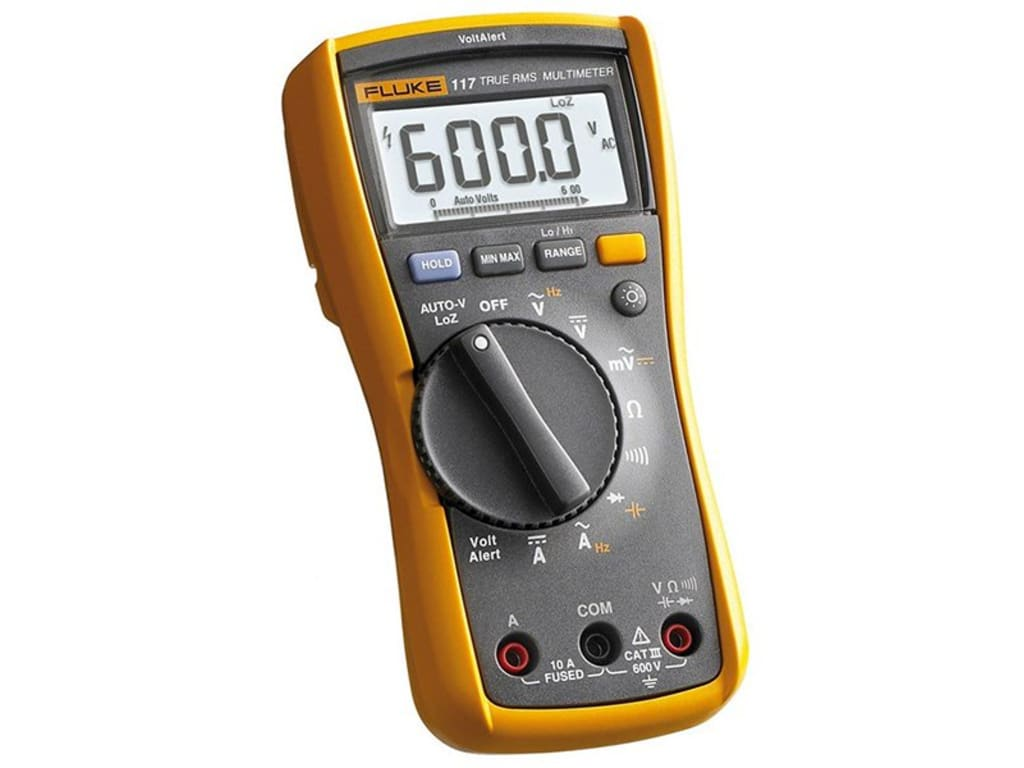 VoltAlert
FLUKE 117 TRUE RMS MULTIMETER
LoZ
600.0 V
AC
0 Auto Volts 600
Lo / Hi
HOLD MIN MAX RANGE
AUTO-V
LoZ
OFF
V Hz
V
mV
Ω
Volt
Alert
A
A Hz
A
COM
V Ω
10 A
FUSED
CAT III
600 V